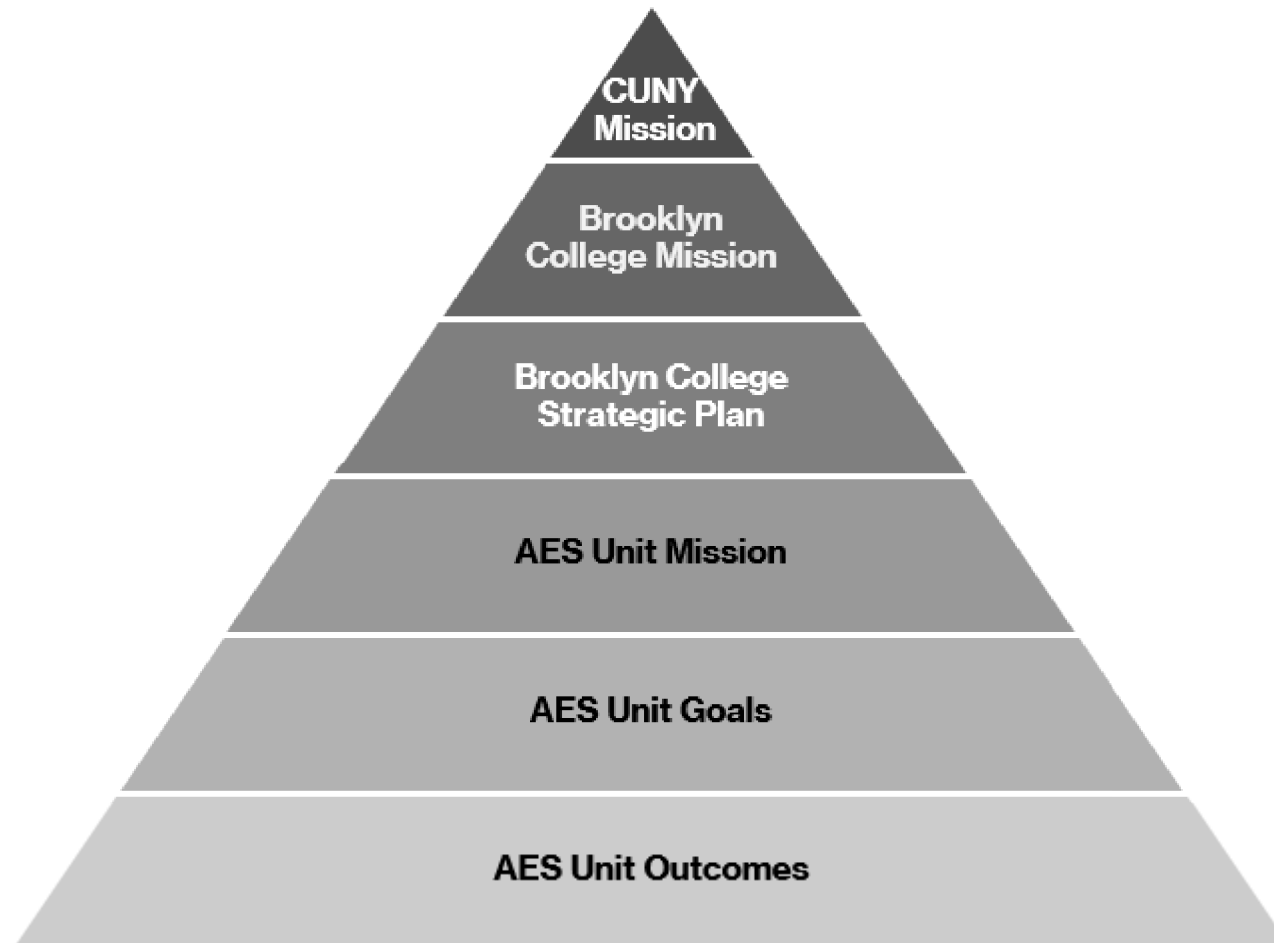 CUNY
Mission
Brooklyn
College Mission
Brooklyn College
Strategic Plan
AES Unit Mission
AES Unit Goals
AES Unit Outcomes